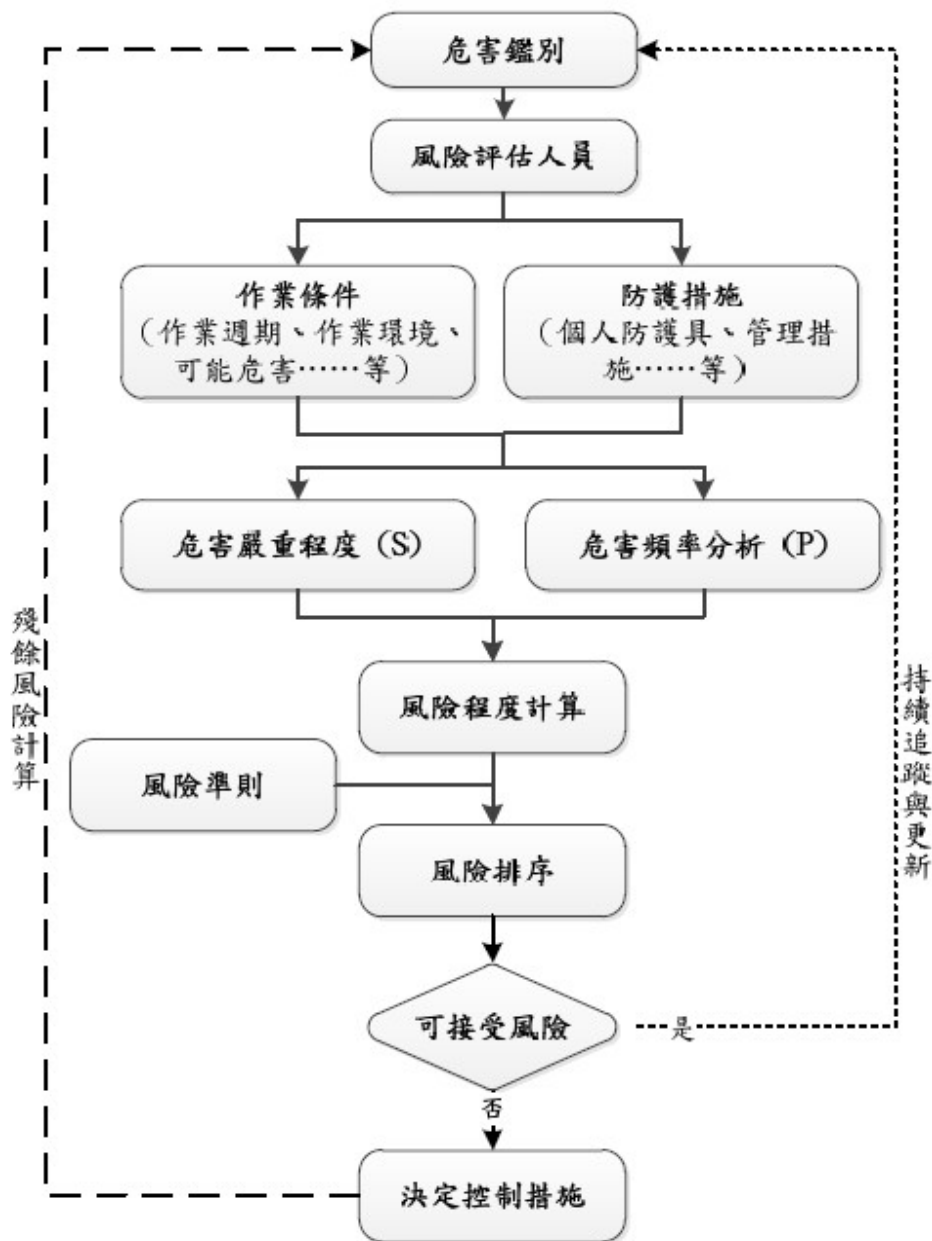 危害鑑別
風險評估人員
作業條件
（作業週期、作業環境、
可能危害……等）
防護措施
（個人防護具、管理措
施……等）
危害嚴重程度（S）
危害頻率分析（P）
風險程度計算
風險準則
風險排序
可接受風險
是
否
決定控制措施
殘餘風險計算
持續追蹤與更新